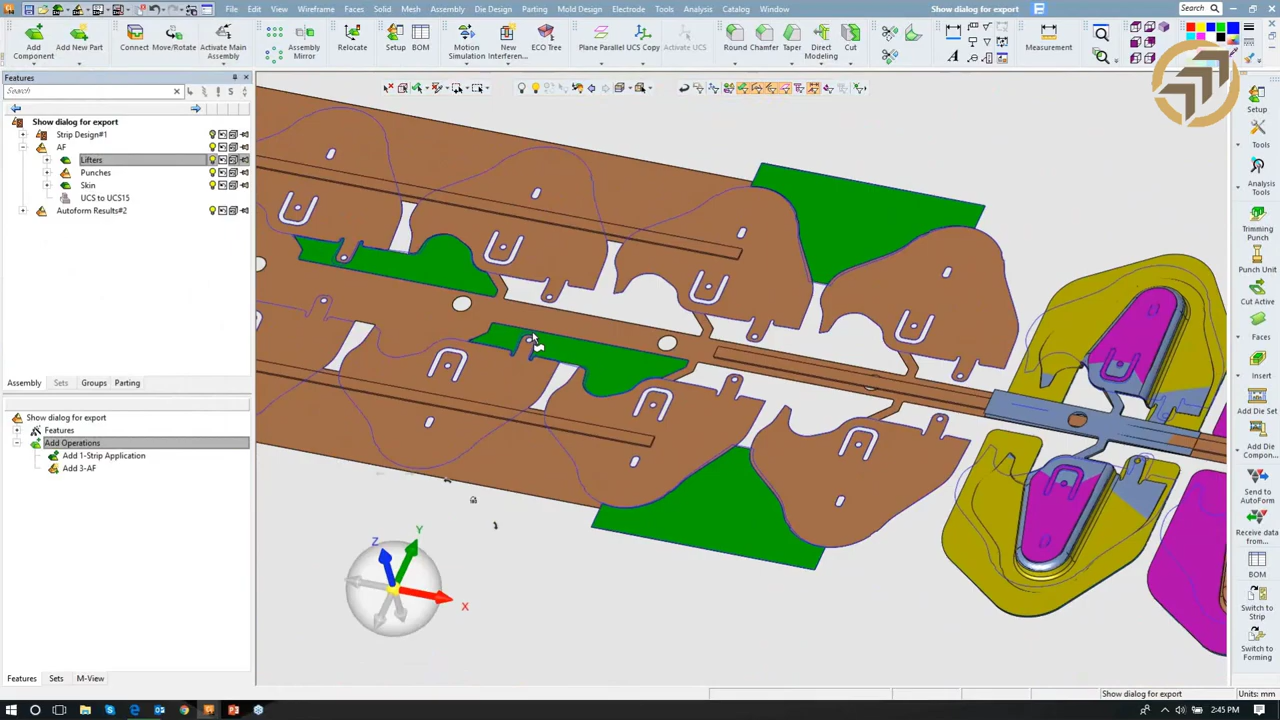 File View Wireframe Faces Solid Mesh Assembly Die Design Parting Mold Design Electrode Tools Analysis Catalog Window Show dialog for export Search
Add Component
Add New Part
Connect
Move/Rotate
Activate Main Assembly
Assembly Mirror
Relocate
Setup
BOM
Motion Simulation
New Interferen...
ECO Tree
Plane Parallel
UCS Copy
Activate UCS
Round
Chamfer
Taper
Direct Modeling
Cut
Measurement
Features
Search
Show dialog for export
Strip Design#1
AF
Lifters
Punches
Skin
UCS to UCS15
Autoform Results#2
Assembly Sets Groups Parting
Show dialog for export
Features
Add Operations
Add 1-Strip Application
Add 3-AF
Features Sets M-View
Z
Y
X
Setup
Tools
Analysis Tools
Trimming Punch
Punch Unit
Cut Active
Insert
Add Die Set
Add Die Compon...
Send to AutoForm
Receive data from...
BOM
Switch to Strip
Switch to Forming
Show dialog for export
Units: mm
2:45 PM